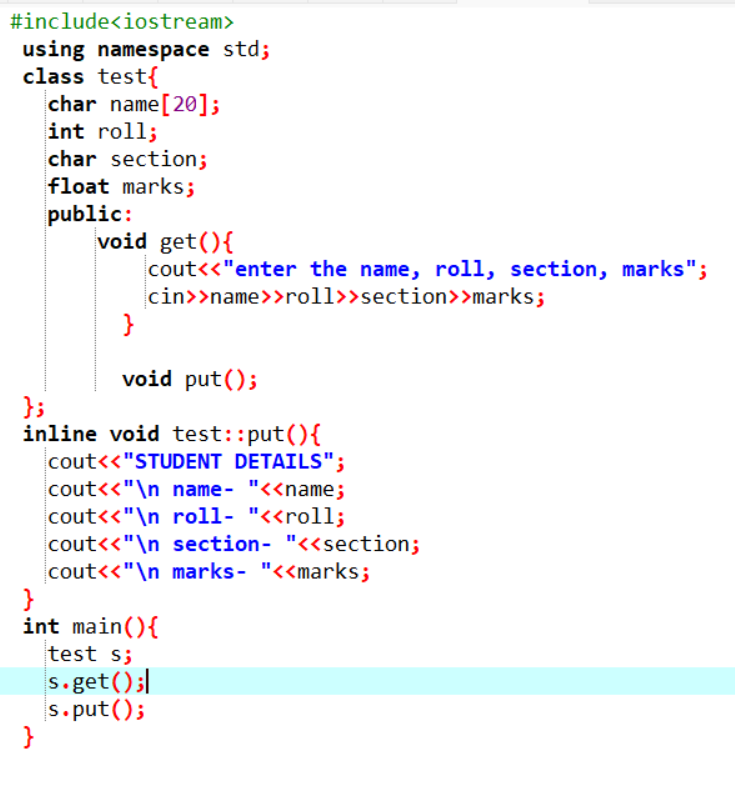 #include<iostream>
using namespace std;
class test{
char name[20];
int roll;
char section;
float marks;
public:
void get(){
cout<<"enter the name, roll, section, marks";
cin>>name>>roll>>section>>marks;
}
void put();
};
inline void test::put(){
cout<<"STUDENT DETAILS";
cout<<"\n name- "<<name;
cout<<"\n roll- "<<roll;
cout<<"\n section- "<<section;
cout<<"\n marks- "<<marks;
}
int main(){
test s;
s.get();
s.put();
}